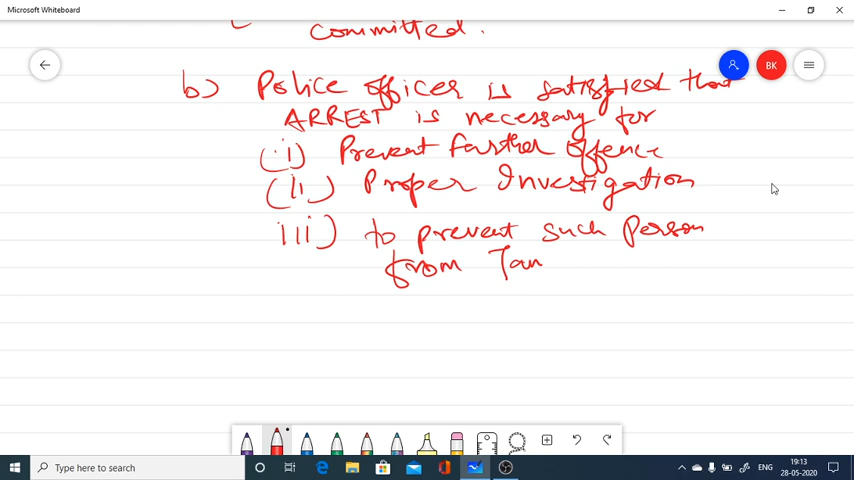 Microsoft Whiteboard
committed.
BK
b) Police officer is satisfied that
ARREST is necessary for
(i) Prevent further offence
(ii) Proper Investigation
iii) to prevent such Person
from Tam
Type here to search
ENG
19:13
28-05-2020